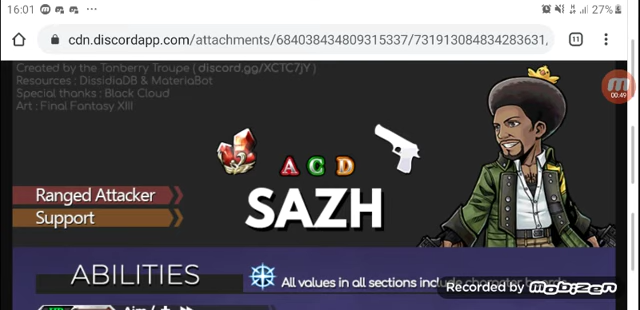 16:01
27%
cdn.discordapp.com/attachments/684038434809315337/731913084834283631,
11
Created by the Tonberry Troupe ( discord.gg/XCTC7jY )
Resources : DissidiaDB & MateriaBot
Special thanks : Black Cloud
Art : Final Fantasy XIII
00:49
A C D
Ranged Attacker
Support
SAZH
ABILITIES
All values in all sections include character boards
Recorded by mobizen
Aim / +